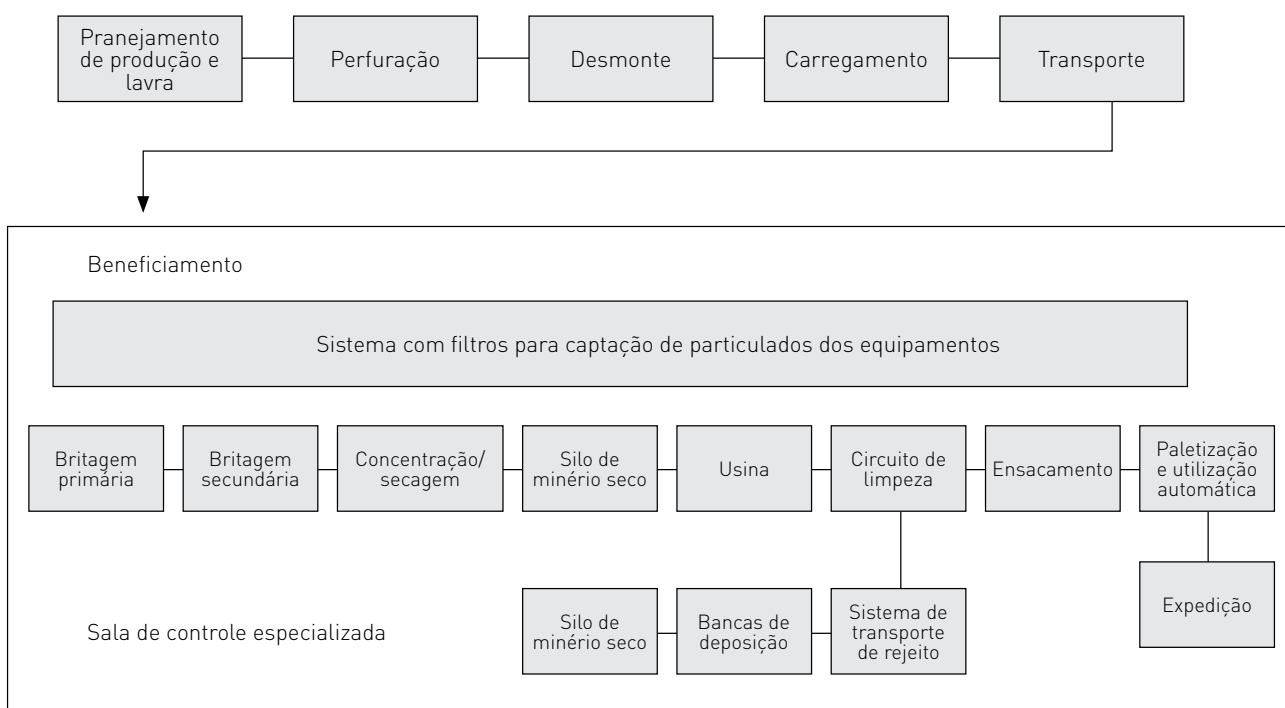 Pranejamento
de produção e
lavra
Perfuração
Desmonte
Carregamento
Transporte
Beneficiamento
Sistema com filtros para captação de particulados dos equipamentos
Britagem
primária
Britagem
secundária
Concentração/
secagem
Silo de
minério seco
Usina
Circuito de
limpeza
Ensacamento
Paletização
e utilização
automática
Sala de controle especializada
Silo de
minério seco
Bancas de
deposição
Sistema de
transporte
de rejeito
Expedição